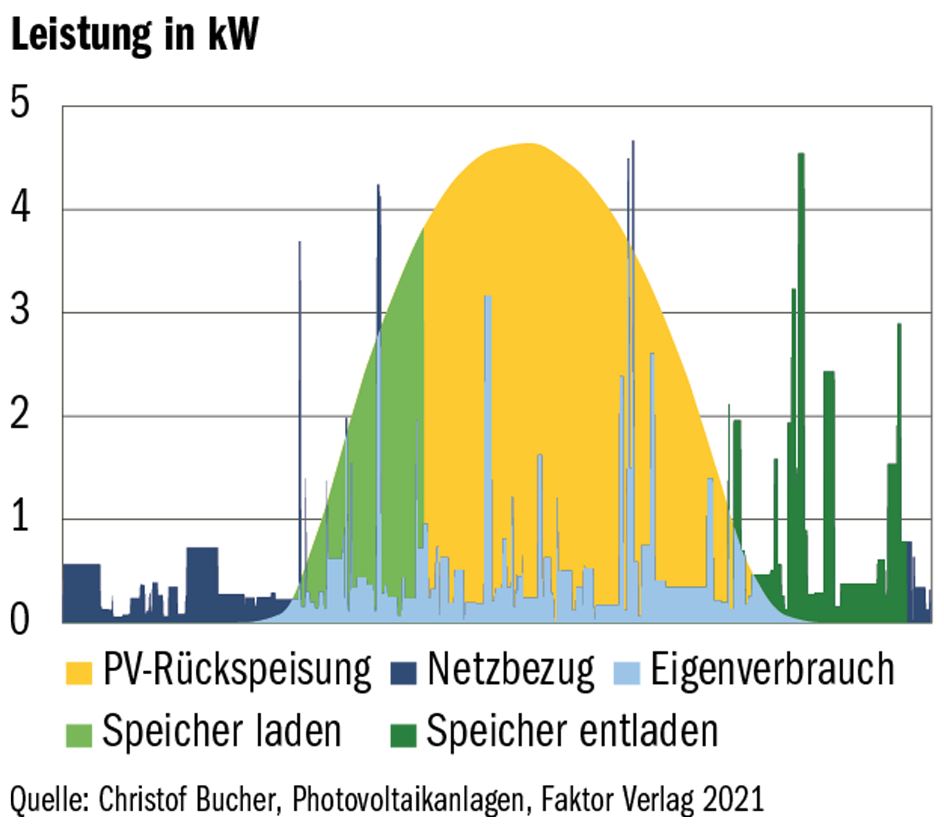 Leistung in kW
5
4
3
2
1
0
PV-Rückspeisung Netzbezug Eigenverbrauch
Speicher laden Speicher entladen
Quelle: Christof Bucher, Photovoltaikanlagen, Faktor Verlag 2021